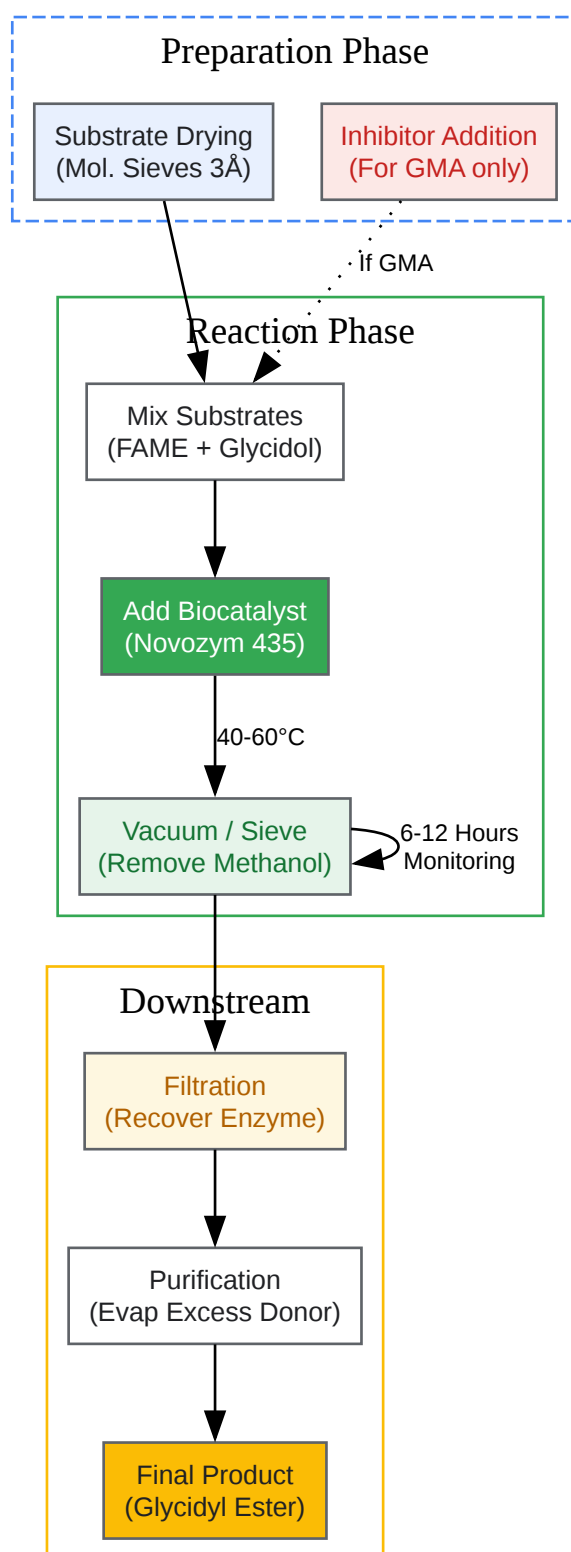 Preparation Phase
Substrate Drying
(Mol. Sieves 3Å)
Inhibitor Addition
(For GMA only)
If GMA
Reaction Phase
Mix Substrates
(FAME + Glycidol)
Add Biocatalyst
(Novozym 435)
40-60°C
Vacuum / Sieve
(Remove Methanol)
6-12 Hours
Monitoring
Downstream
Filtration
(Recover Enzyme)
Purification
(Evap Excess Donor)
Final Product
(Glycidyl Ester)